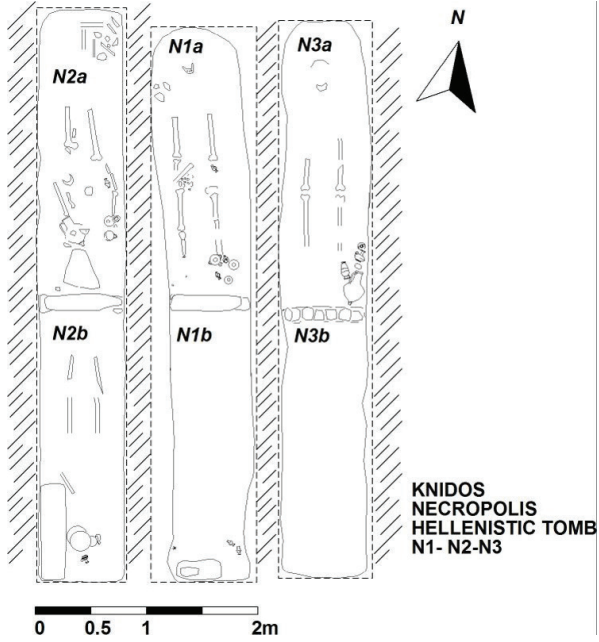 N
N2a
N1a
N3a
N2b
N1b
N3b
KNIDOS
NECROPOLIS
HELLENISTIC TOMB
N1- N2-N3
0 0.5 1 2m